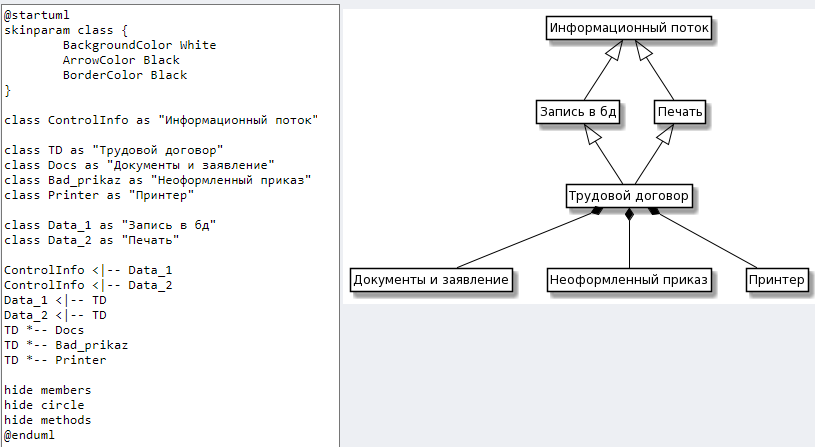 @startuml
skinparam class {
BackgroundColor White
ArrowColor Black
BorderColor Black
}
class ControlInfo as "Информационный поток"
class TD as "Трудовой договор"
class Docs as "Документы и заявление"
class Bad_prikaz as "Неоформленный приказ"
class Printer as "Принтер"
class Data_1 as "Запись в бд"
class Data_2 as "Печать"
ControlInfo <|-- Data_1
ControlInfo <|-- Data_2
Data_1 <|-- TD
Data_2 <|-- TD
TD *-- Docs
TD *-- Bad_prikaz
TD *-- Printer
hide members
hide circle
hide methods
@enduml
Информационный поток
Запись в бд
Печать
Трудовой договор
Документы и заявление
Неоформленный приказ
Принтер